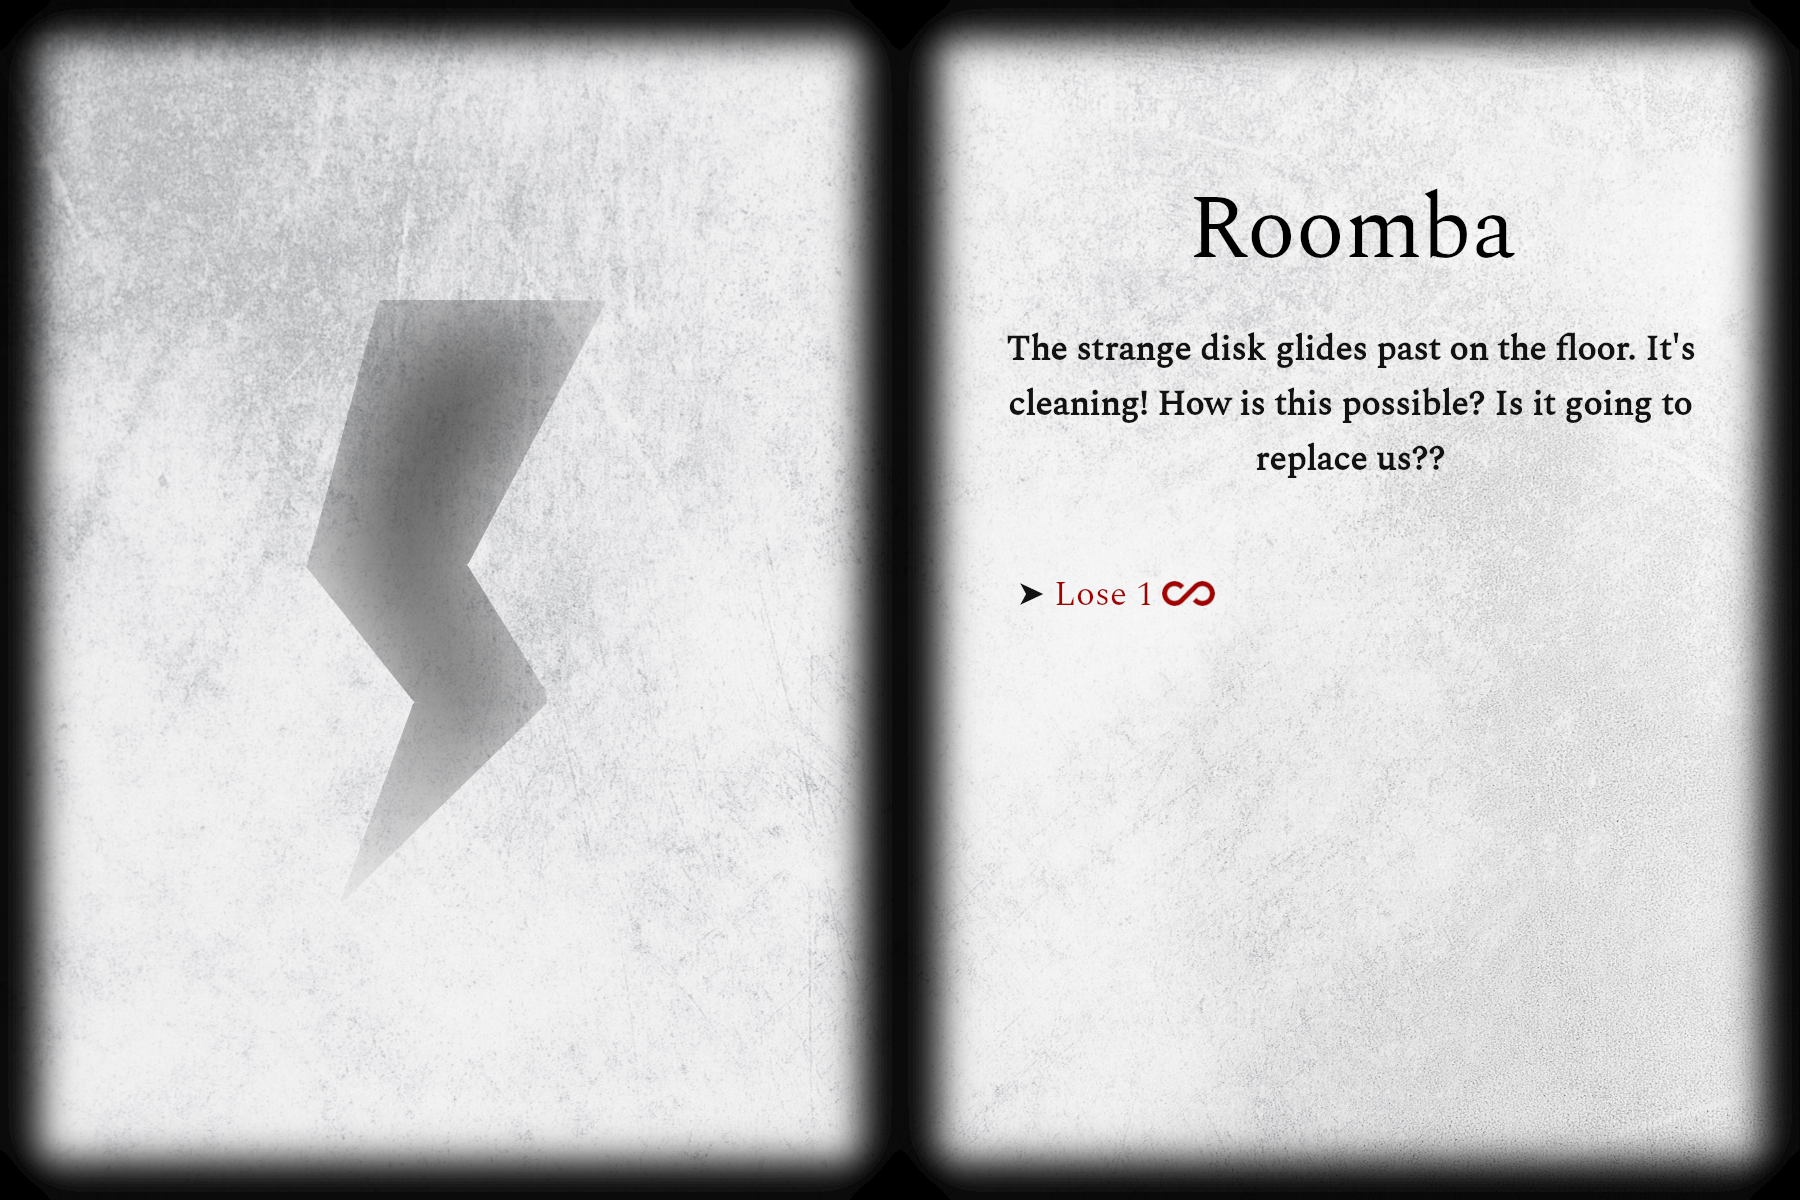 Roomba
The strange disk glides past on the floor. It's
cleaning! How is this possible? Is it going to
replace us??
➤ Lose 1